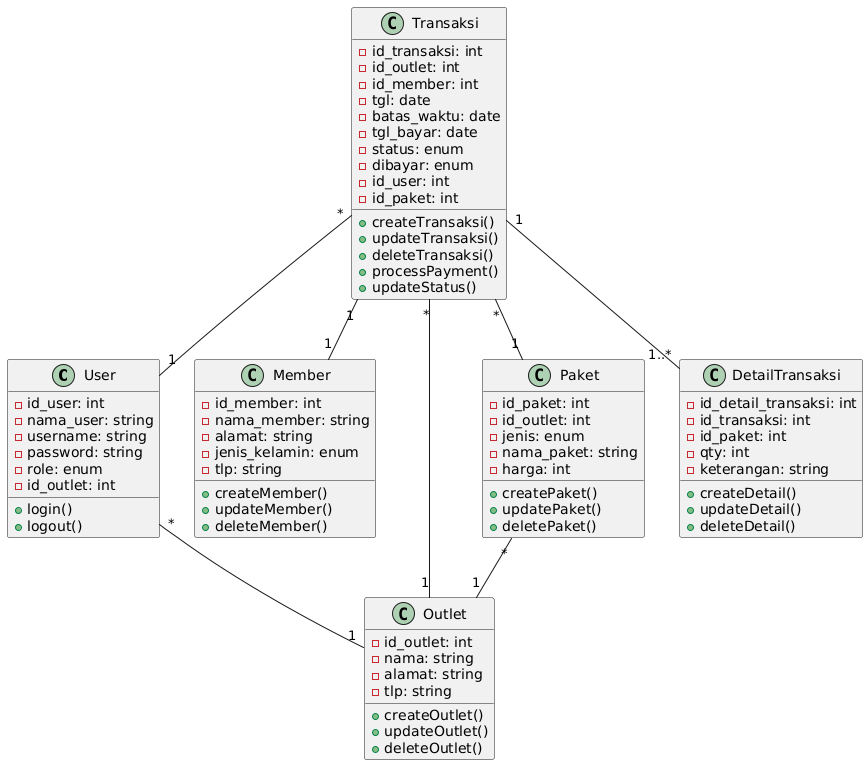 C Transaksi
id_transaksi: int
id_outlet: int
id_member: int
tgl: date
batas_waktu: date
tgl_bayar: date
status: enum
dibayar: enum
id_user: int
id_paket: int
createTransaksi()
updateTransaksi()
deleteTransaksi()
processPayment()
updateStatus()
* 1
1 1
* 1
* 1
1 1..*
C User
id_user: int
nama_user: string
username: string
password: string
role: enum
id_outlet: int
login()
logout()
C Member
id_member: int
nama_member: string
alamat: string
jenis_kelamin: enum
tlp: string
createMember()
updateMember()
deleteMember()
C Paket
id_paket: int
id_outlet: int
jenis: enum
nama_paket: string
harga: int
createPaket()
updatePaket()
deletePaket()
C DetailTransaksi
id_detail_transaksi: int
id_transaksi: int
id_paket: int
qty: int
keterangan: string
createDetail()
updateDetail()
deleteDetail()
* 1
* 1
C Outlet
id_outlet: int
nama: string
alamat: string
tlp: string
createOutlet()
updateOutlet()
deleteOutlet()